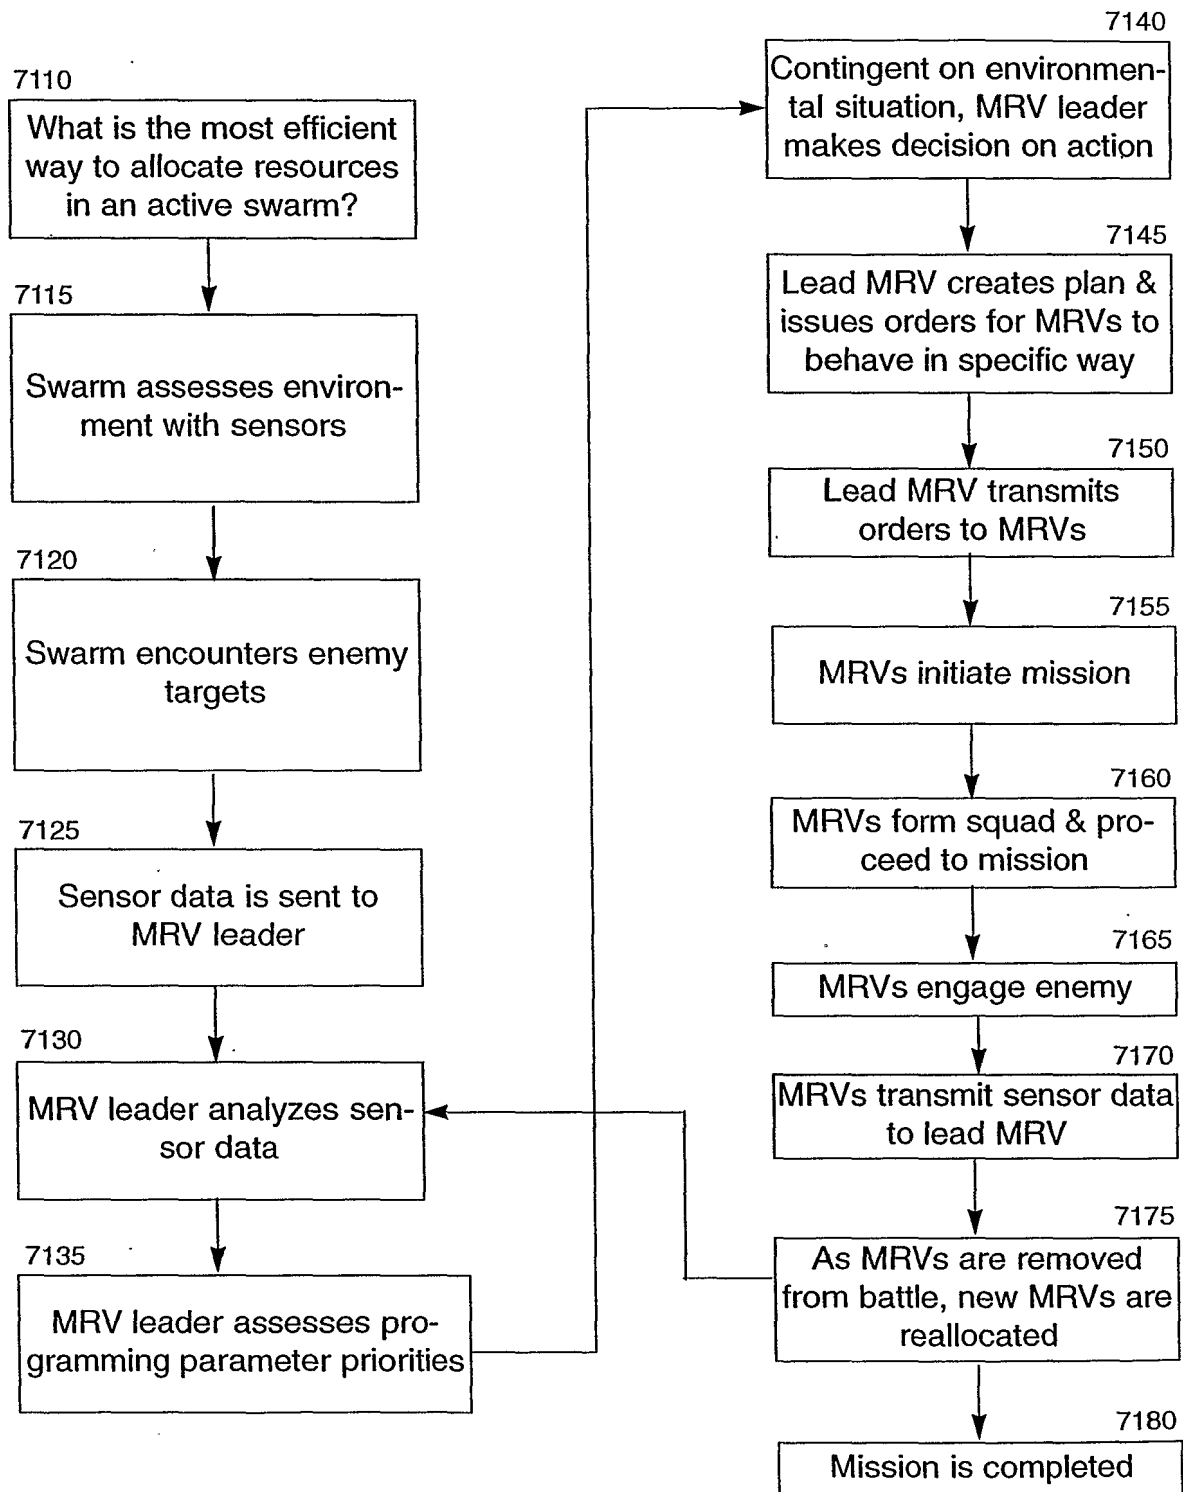 7110
What is the most efficient
way to allocate resources
in an active swarm?
7115
Swarm assesses environ-
ment with sensors
7120
Swarm encounters enemy
targets
7125
Sensor data is sent to
MRV leader
7130
MRV leader analyzes sen-
sor data
7135
MRV leader assesses pro-
gramming parameter priorities
7140
Contingent on environmen-
tal situation, MRV leader
makes decision on action
7145
Lead MRV creates plan &
issues orders for MRVs to
behave in specific way
7150
Lead MRV transmits
orders to MRVs
7155
MRVs initiate mission
7160
MRVs form squad & pro-
ceed to mission
7165
MRVs engage enemy
7170
MRVs transmit sensor data
to lead MRV
7175
As MRVs are removed
from battle, new MRVs are
reallocated
7180
Mission is completed